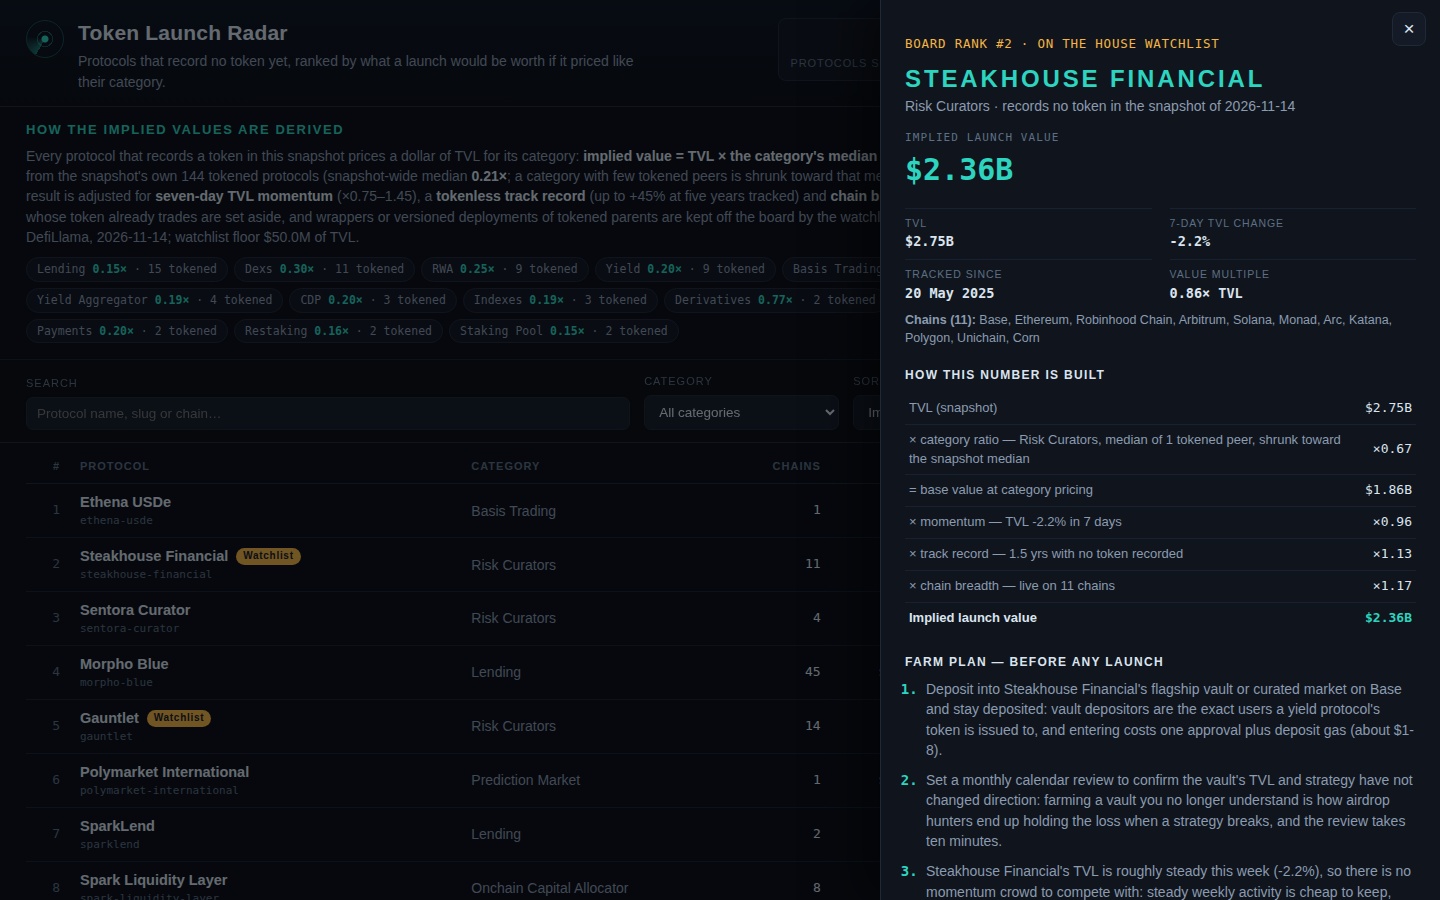 Token Launch Radar
Protocols that record no token yet, ranked by what a launch would be worth if it priced like
their category.
PROTOCOLS S
HOW THE IMPLIED VALUES ARE DERIVED
Every protocol that records a token in this snapshot prices a dollar of TVL for its category: implied value = TVL × the category's median
from the snapshot's own 144 tokened protocols (snapshot-wide median 0.21×; a category with few tokened peers is shrunk toward that me
result is adjusted for seven-day TVL momentum (×0.75–1.45), a tokenless track record (up to +45% at five years tracked) and chain b
whose token already trades are set aside, and wrappers or versioned deployments of tokened parents are kept off the board by the watchl
DefiLlama, 2026-11-14; watchlist floor $50.0M of TVL.
Lending 0.15× · 15 tokened
Dexs 0.30× · 11 tokened
RWA 0.25× · 9 tokened
Yield 0.20× · 9 tokened
Basis Trading
Yield Aggregator 0.19× · 4 tokened
CDP 0.20× · 3 tokened
Indexes 0.19× · 3 tokened
Derivatives 0.77× · 2 tokened
Payments 0.20× · 2 tokened
Restaking 0.16× · 2 tokened
Staking Pool 0.15× · 2 tokened
SEARCH
CATEGORY
SOR
Protocol name, slug or chain…
All categories
Im
# PROTOCOL CATEGORY CHAINS
1 Ethena USDe Basis Trading 1
ethena-usde
2 Steakhouse Financial Watchlist Risk Curators 11
steakhouse-financial
3 Sentora Curator Risk Curators 4
sentora-curator
4 Morpho Blue Lending 45
morpho-blue
5 Gauntlet Watchlist Risk Curators 14
gauntlet
6 Polymarket International Prediction Market 1
polymarket-international
7 SparkLend Lending 2
sparklend
8 Spark Liquidity Layer Onchain Capital Allocator 8
spark-liquidity-layer
×
BOARD RANK #2 · ON THE HOUSE WATCHLIST
STEAKHOUSE FINANCIAL
Risk Curators · records no token in the snapshot of 2026-11-14
IMPLIED LAUNCH VALUE
$2.36B
TVL
$2.75B
7-DAY TVL CHANGE
-2.2%
TRACKED SINCE
20 May 2025
VALUE MULTIPLE
0.86× TVL
Chains (11): Base, Ethereum, Robinhood Chain, Arbitrum, Solana, Monad, Arc, Katana,
Polygon, Unichain, Corn
HOW THIS NUMBER IS BUILT
TVL (snapshot) $2.75B
× category ratio — Risk Curators, median of 1 tokened peer, shrunk toward
the snapshot median ×0.67
= base value at category pricing $1.86B
× momentum — TVL -2.2% in 7 days ×0.96
× track record — 1.5 yrs with no token recorded ×1.13
× chain breadth — live on 11 chains ×1.17
Implied launch value $2.36B
FARM PLAN — BEFORE ANY LAUNCH
1. Deposit into Steakhouse Financial's flagship vault or curated market on Base
and stay deposited: vault depositors are the exact users a yield protocol's
token is issued to, and entering costs one approval plus deposit gas (about $1-
8).
2. Set a monthly calendar review to confirm the vault's TVL and strategy have not
changed direction: farming a vault you no longer understand is how airdrop
hunters end up holding the loss when a strategy breaks, and the review takes
ten minutes.
3. Steakhouse Financial's TVL is roughly steady this week (-2.2%), so there is no
momentum crowd to compete with: steady weekly activity is cheap to keep,